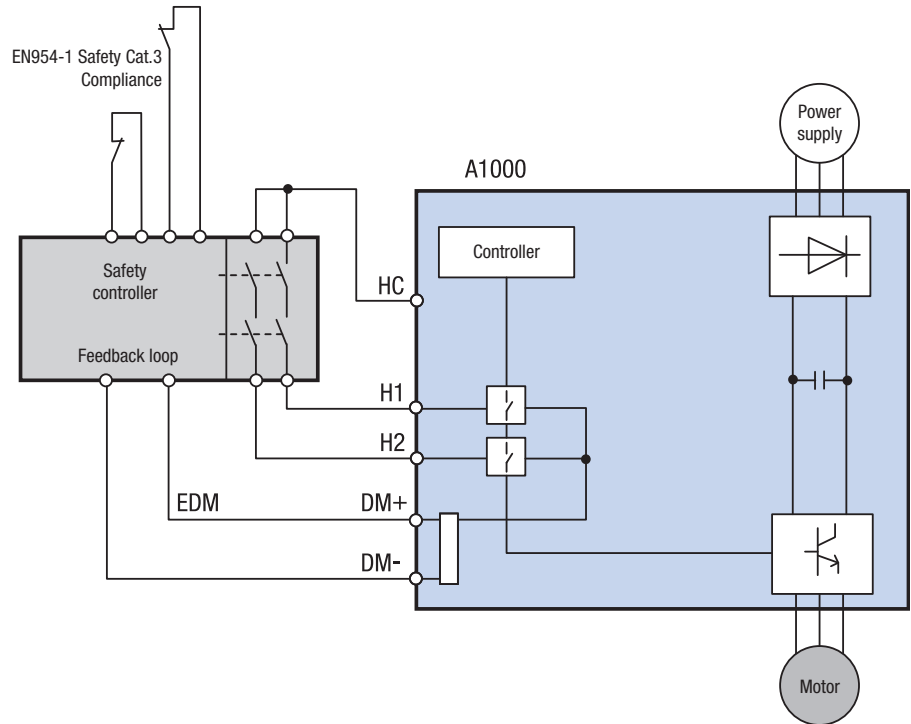 EN954-1 Safety Cat.3
Compliance
Power
supply
A1000
Controller
Safety
controller
HC
Feedback loop
H1
H2
EDM
DM+
DM-
Motor